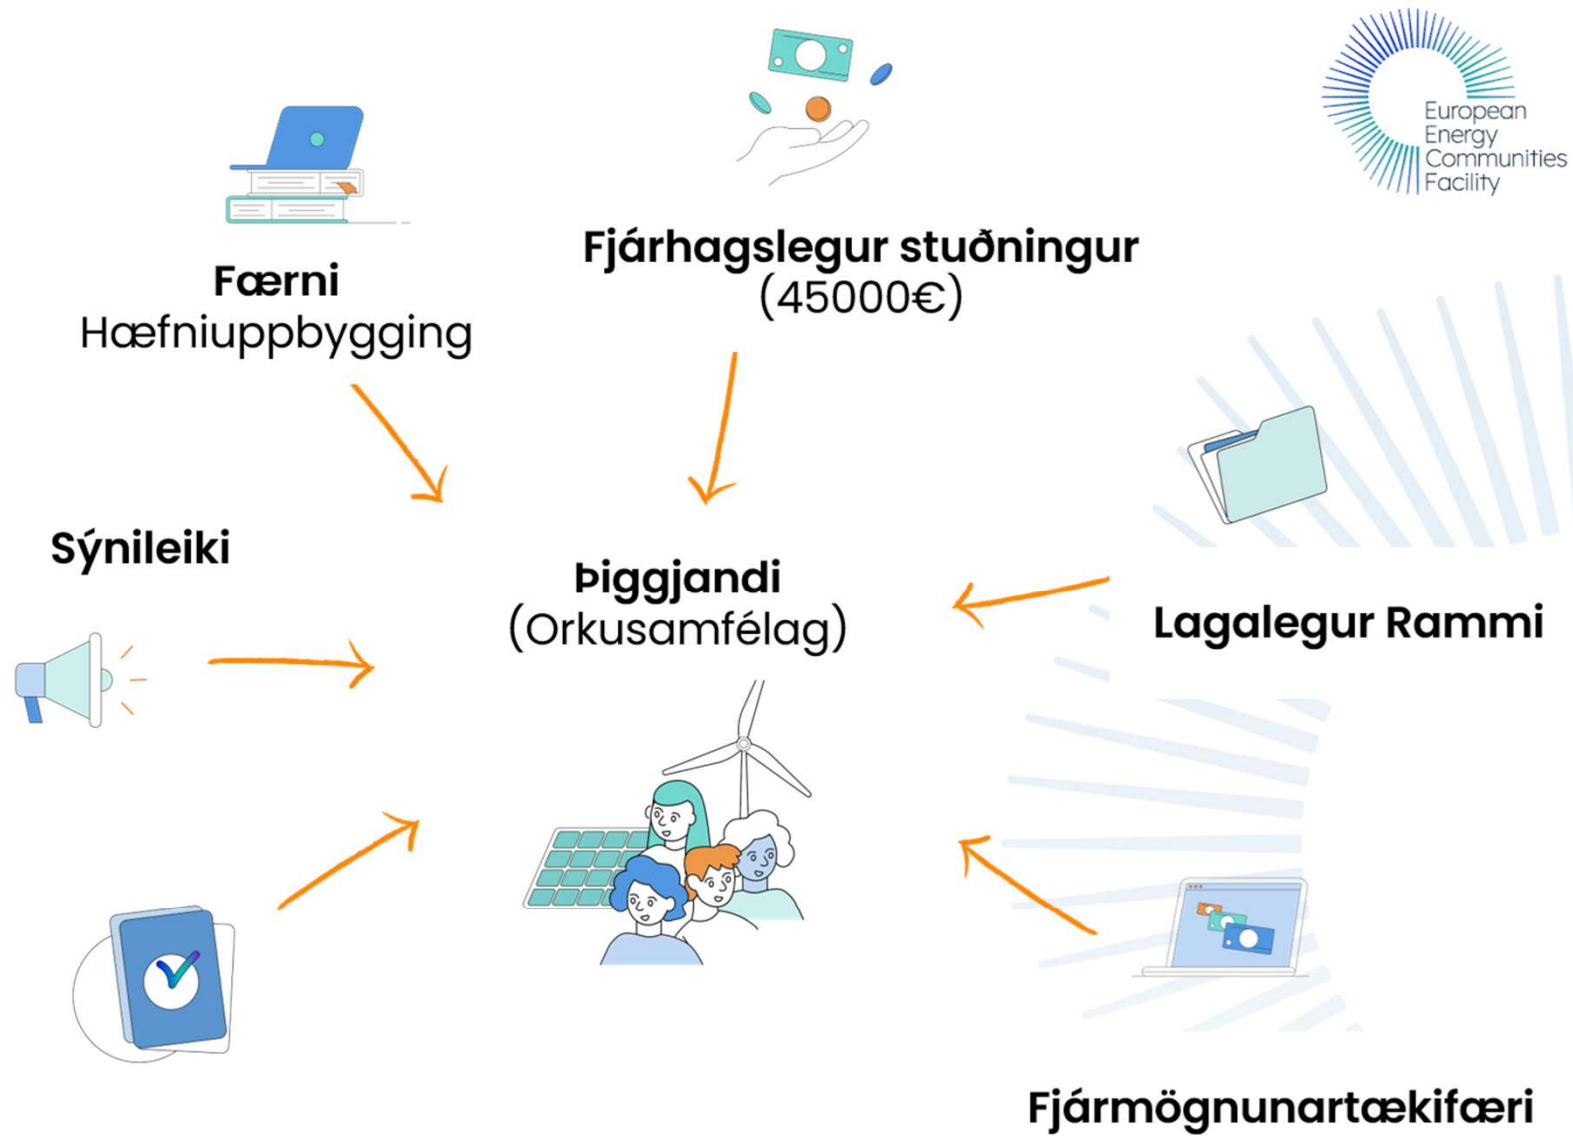 European
Energy
Communities
Facility
Færni
Hæfniuppbygging
Fjárhagslegur stuðningur
(45000€)
Sýnileiki
Þiggjandi
(Orkusamfélag)
Lagalegur Rammi
Fjármögnunartækifæri